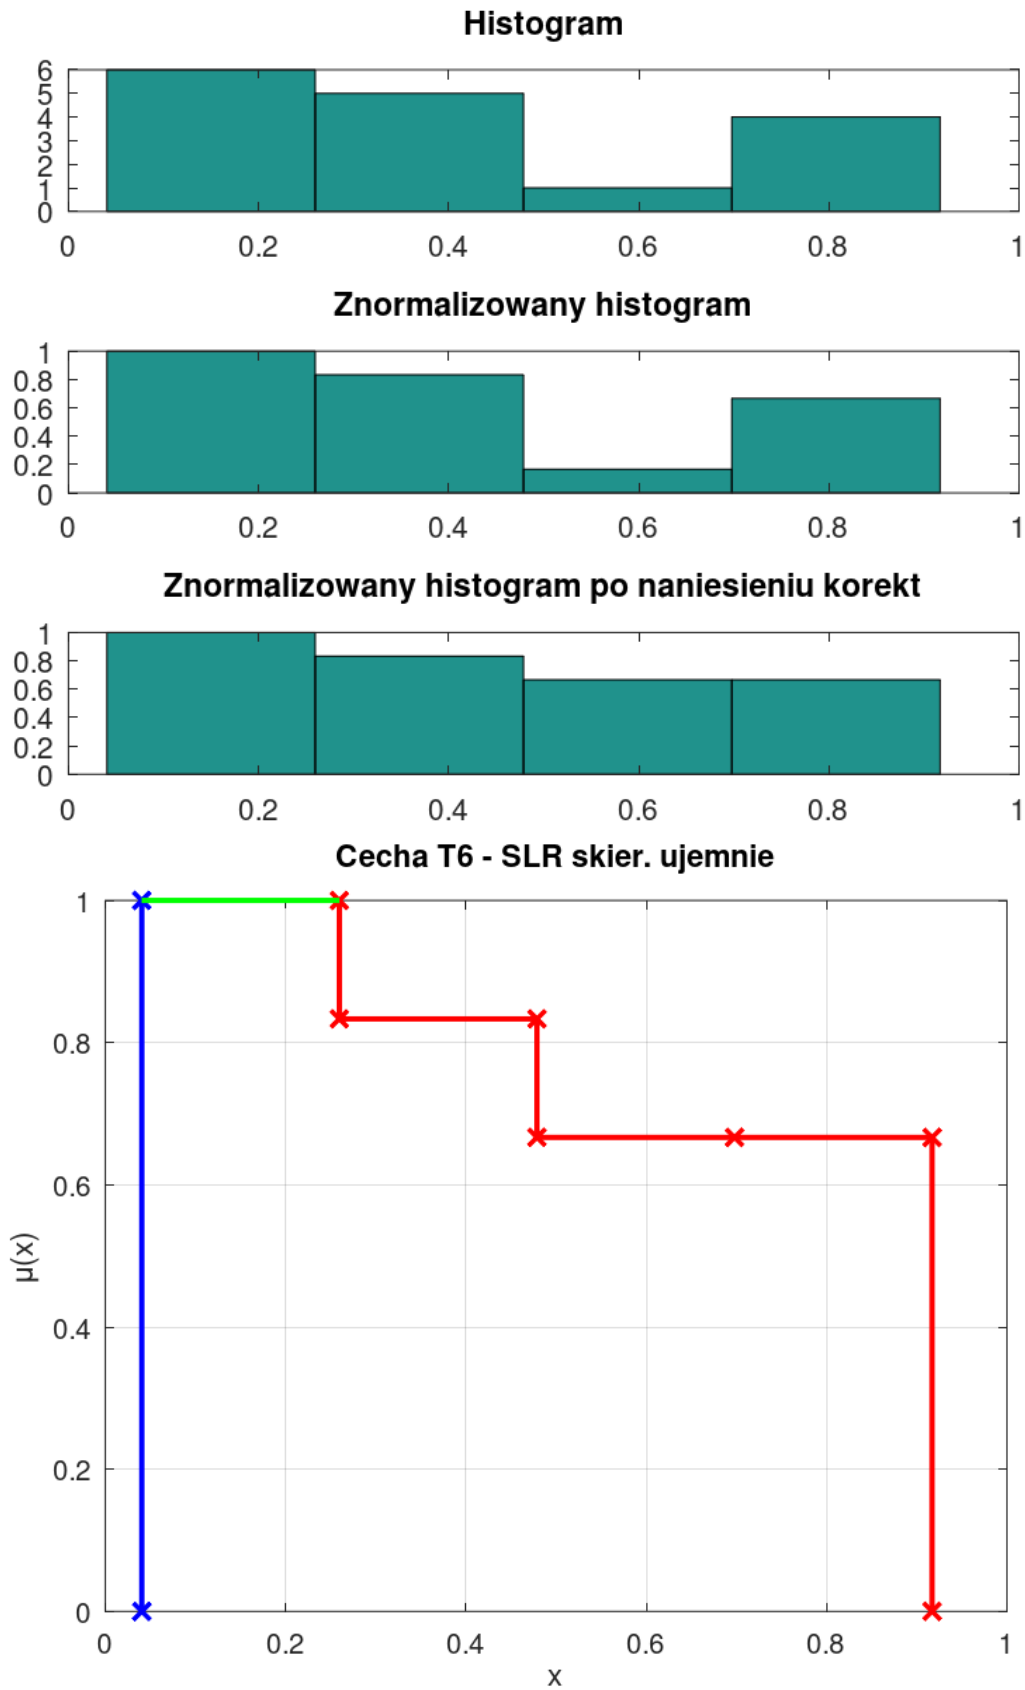 Histogram
6
5
4
3
2
1
0
0 0.2 0.4 0.6 0.8 1
Znormalizowany histogram
1
0.8
0.6
0.4
0.2
0
0 0.2 0.4 0.6 0.8 1
Znormalizowany histogram po naniesieniu korekt
1
0.8
0.6
0.4
0.2
0
0 0.2 0.4 0.6 0.8 1
Cecha T6 - SLR skier. ujemnie
1
0.8
0.6
0.4
0.2
0
μ(x)
0 0.2 0.4 0.6 0.8 1
x